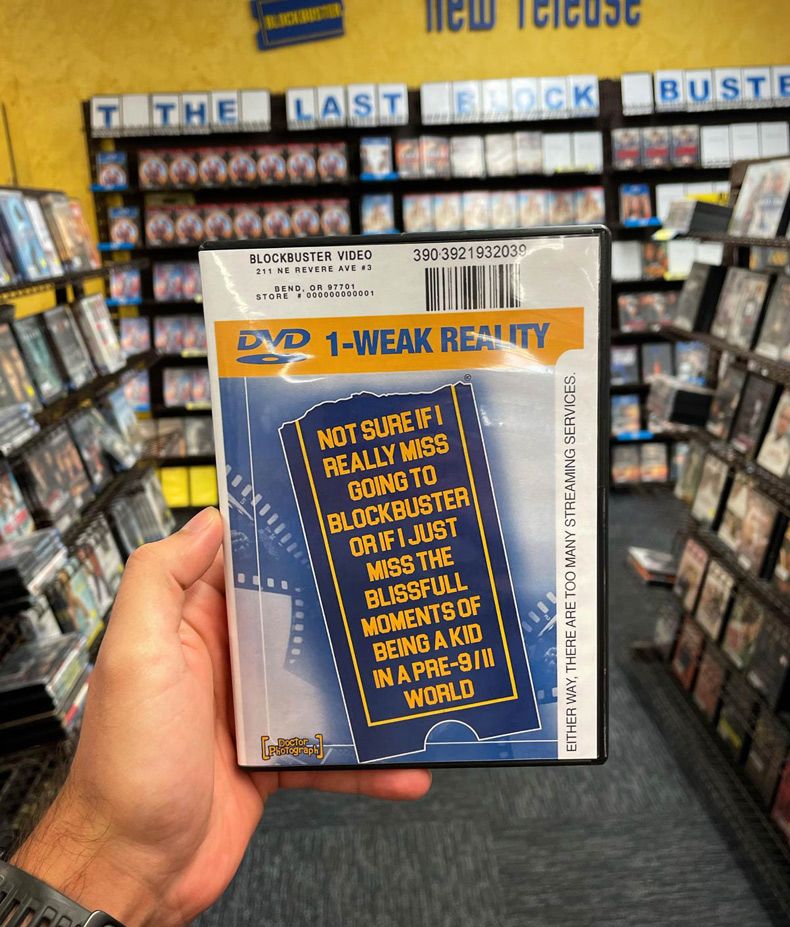 BLOCKBUSTER
new release
T THE LAST BLOCK BUSTE
BLOCKBUSTER VIDEO
211 NE REVERE AVE #3
BEND, OR 97701
STORE # 000000000001
390-3921932039
DVD 1-WEAK REALITY
NOT SURE IF I
REALLY MISS
GOING TO
BLOCKBUSTER
OR IF I JUST
MISS THE
BLISSFULL
MOMENTS OF
BEING A KID
IN A PRE-9/11
WORLD
EITHER WAY, THERE ARE TOO MANY STREAMING SERVICES.
[Doctor
Photograph]